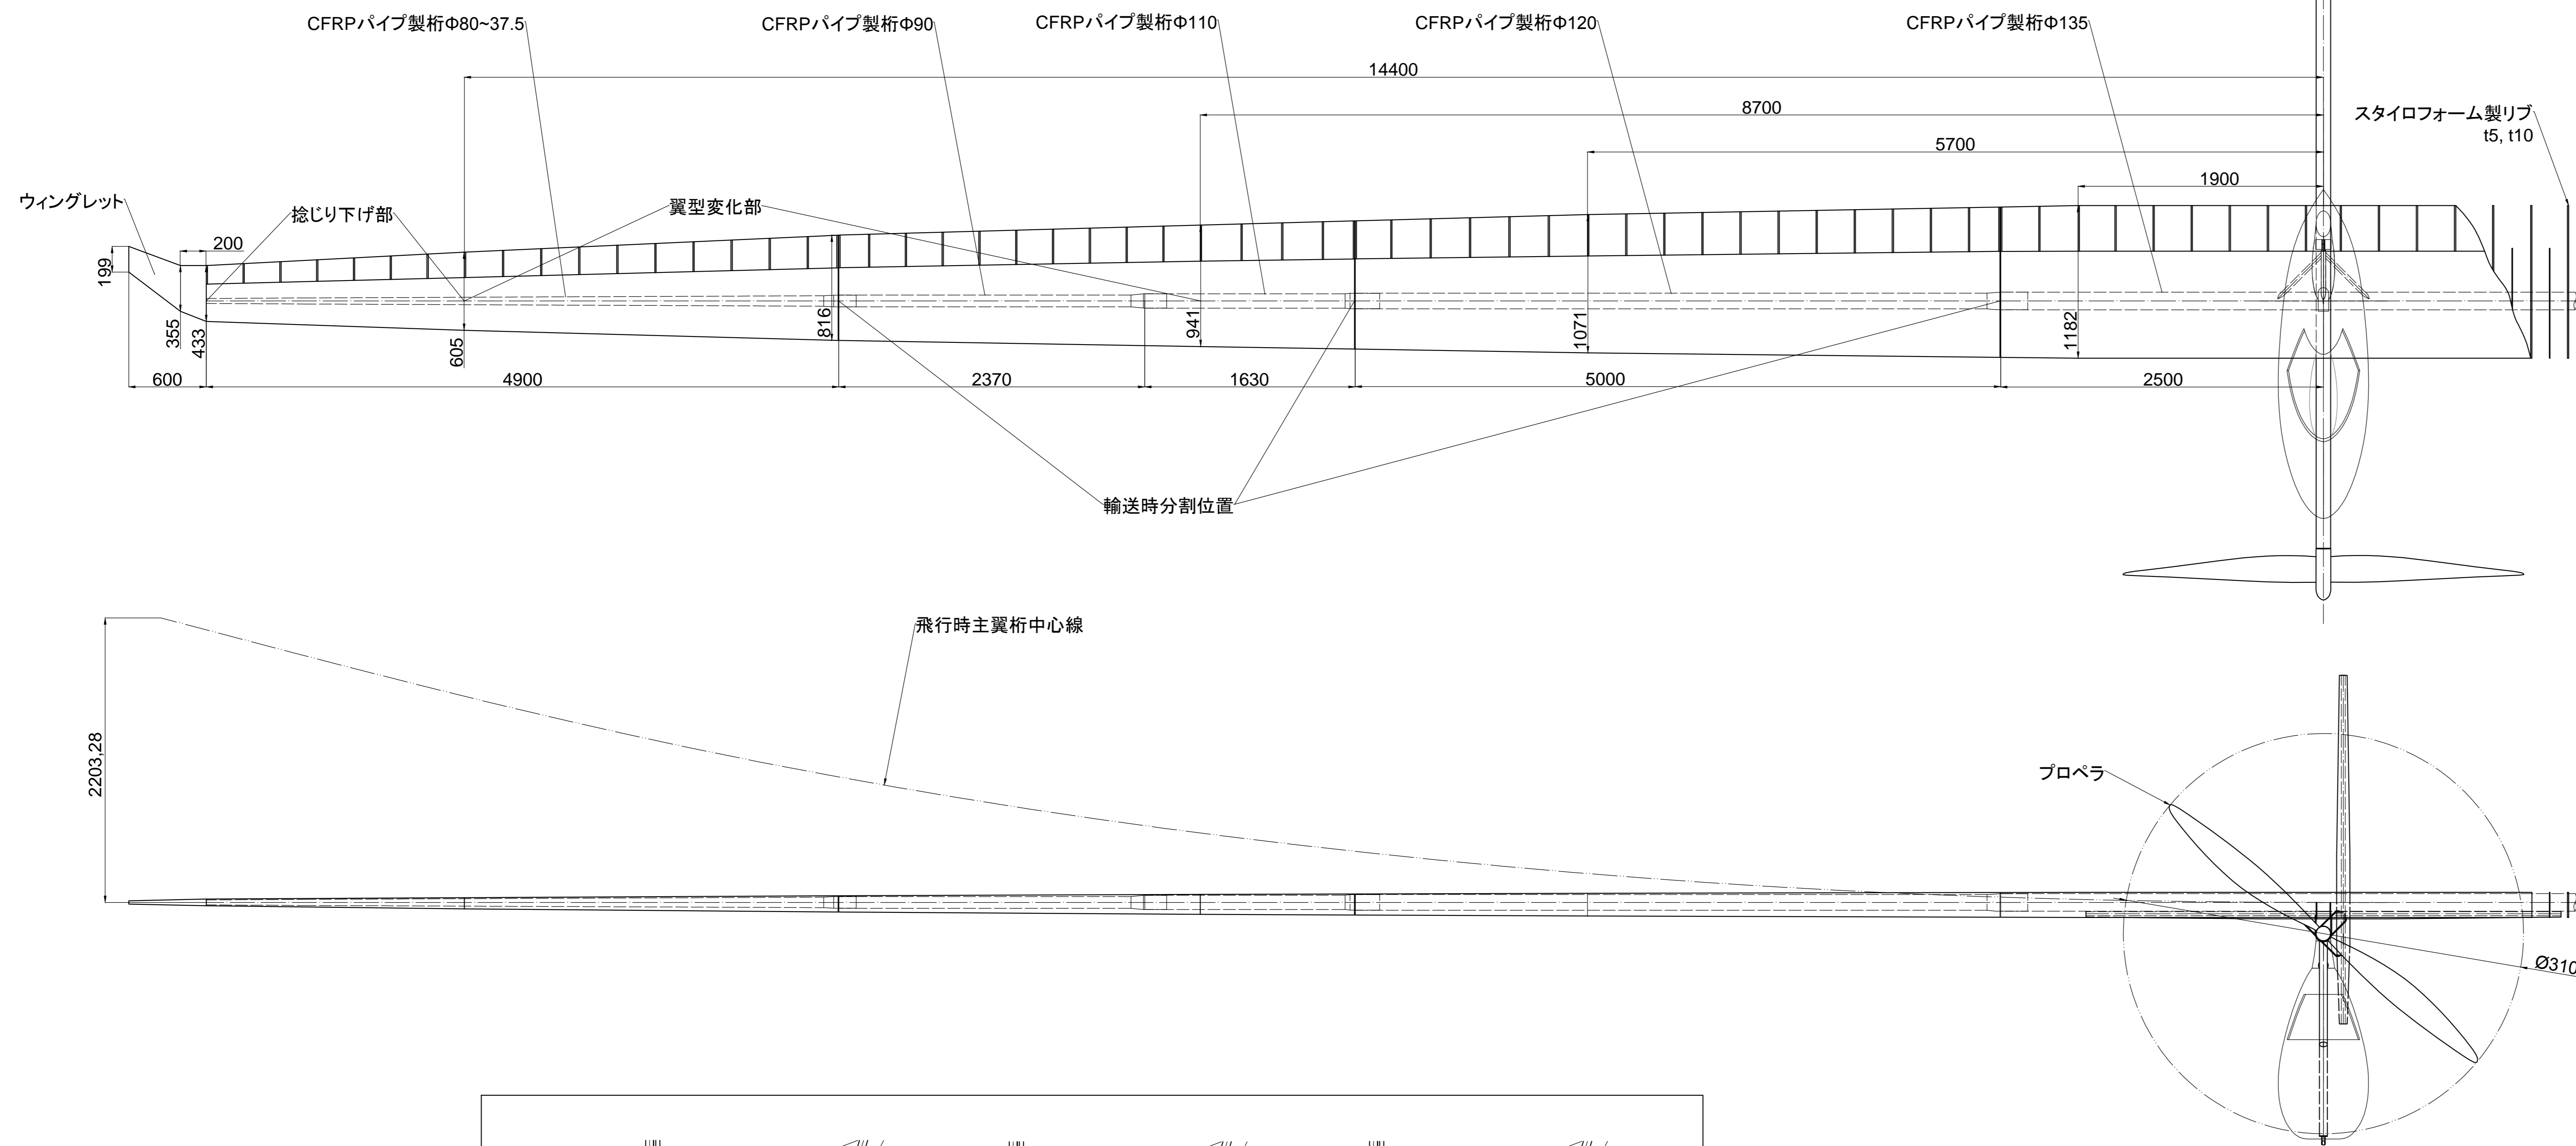 CFRPパイプ製桁Φ80~37.5
CFRPパイプ製桁Φ90
CFRPパイプ製桁Φ110
CFRPパイプ製桁Φ120
CFRPパイプ製桁Φ135
14400
8700
スタイロフォーム製リブ
t5, t10
5700
1900
ウィングレット
捻じり下げ部
翼型変化部
200
199
355
433
605
816
941
1071
1182
600
4900
2370
1630
5000
2500
輸送時分割位置
飛行時主翼桁中心線
2203,28
プロペラ